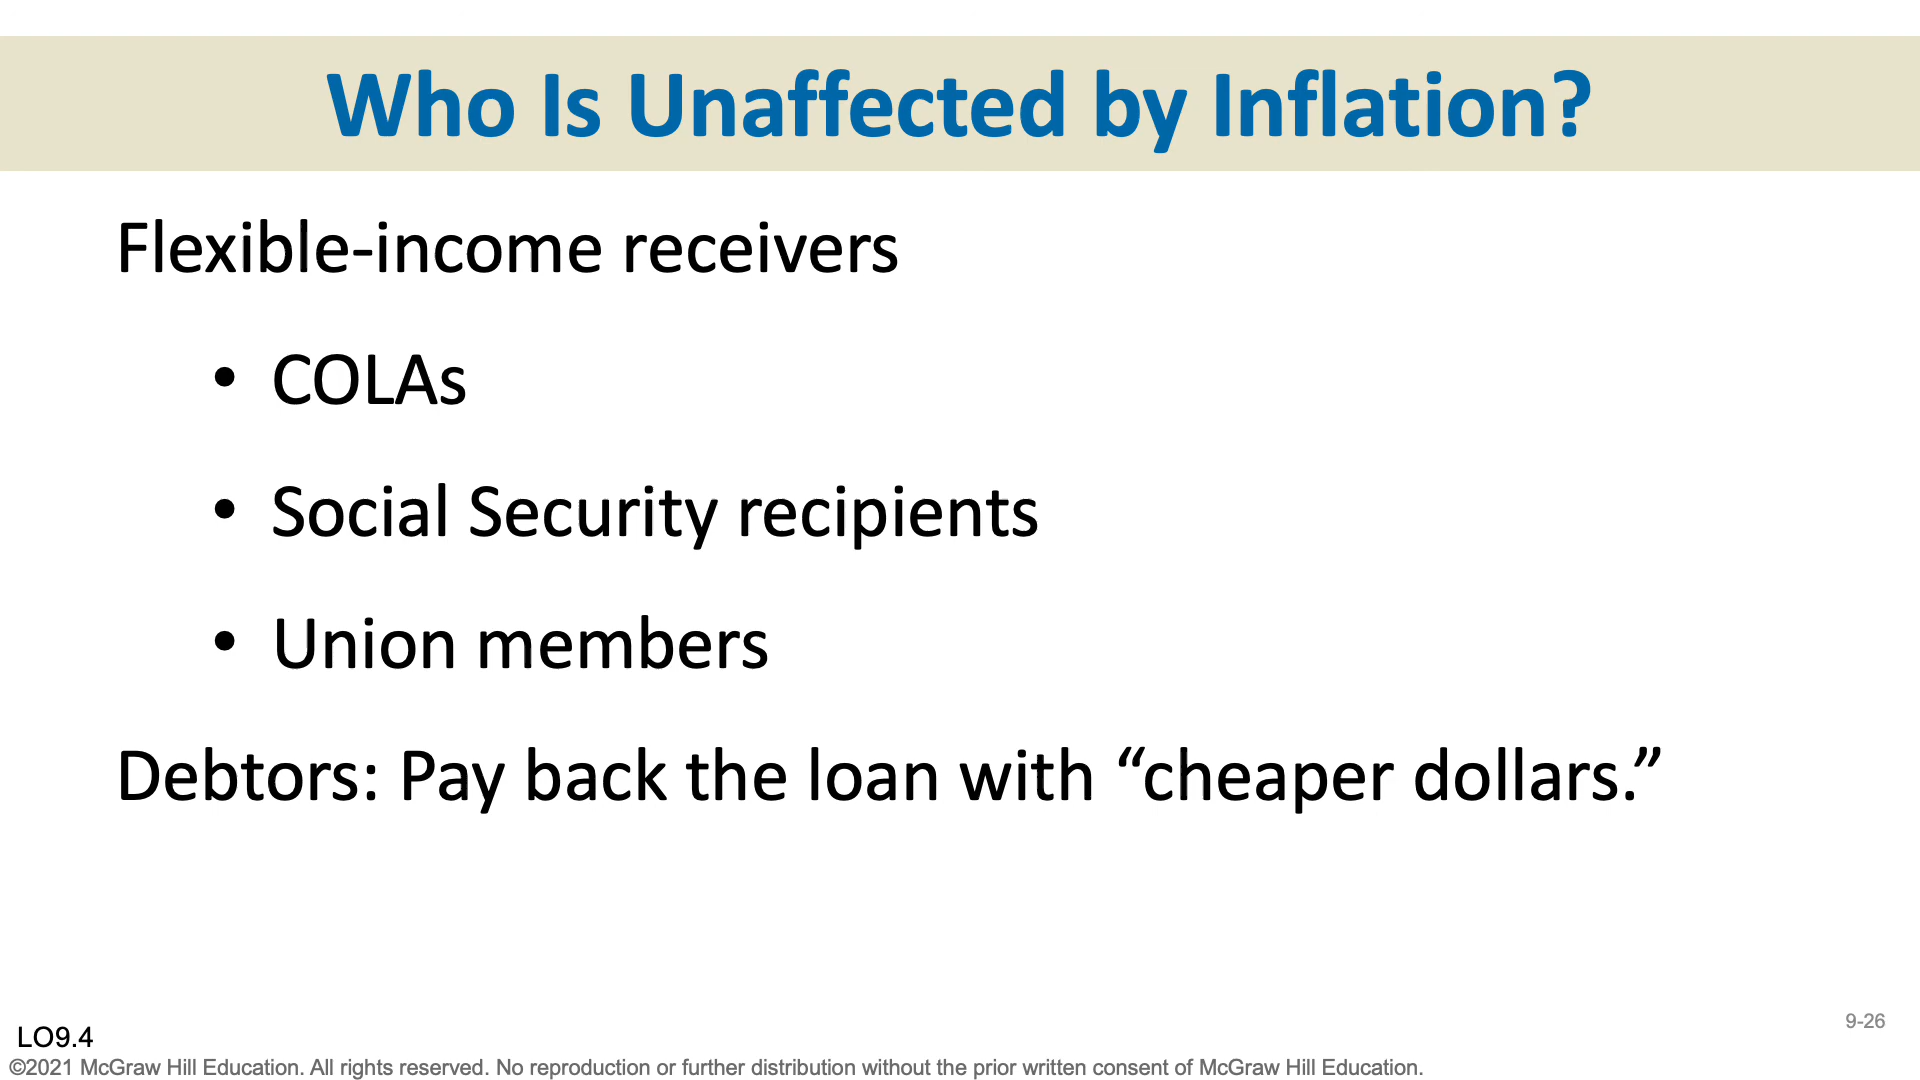 Who Is Unaffected by Inflation?
Flexible-income receivers
• COLAs
• Social Security recipients
• Union members
Debtors: Pay back the loan with “cheaper dollars.”
9-26
LO9.4
©2021 McGraw Hill Education. All rights reserved. No reproduction or further distribution without the prior written consent of McGraw Hill Education.